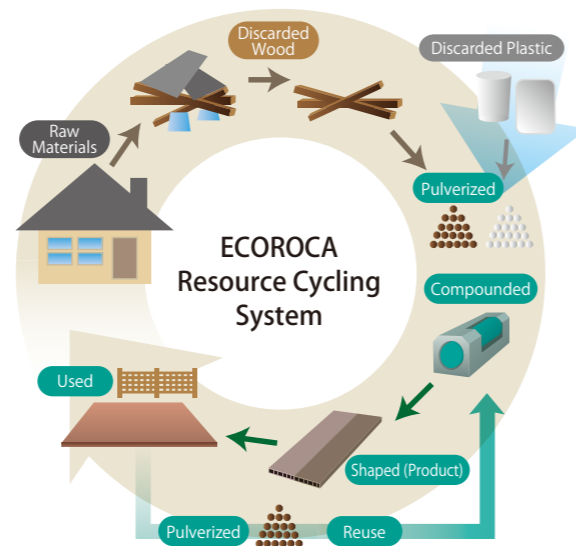 Discarded
Wood
Discarded Plastic
Raw
Materials
Pulverized
ECOROCA
Resource Cycling
System
Compounded
Used
Shaped (Product)
Pulverized
Reuse